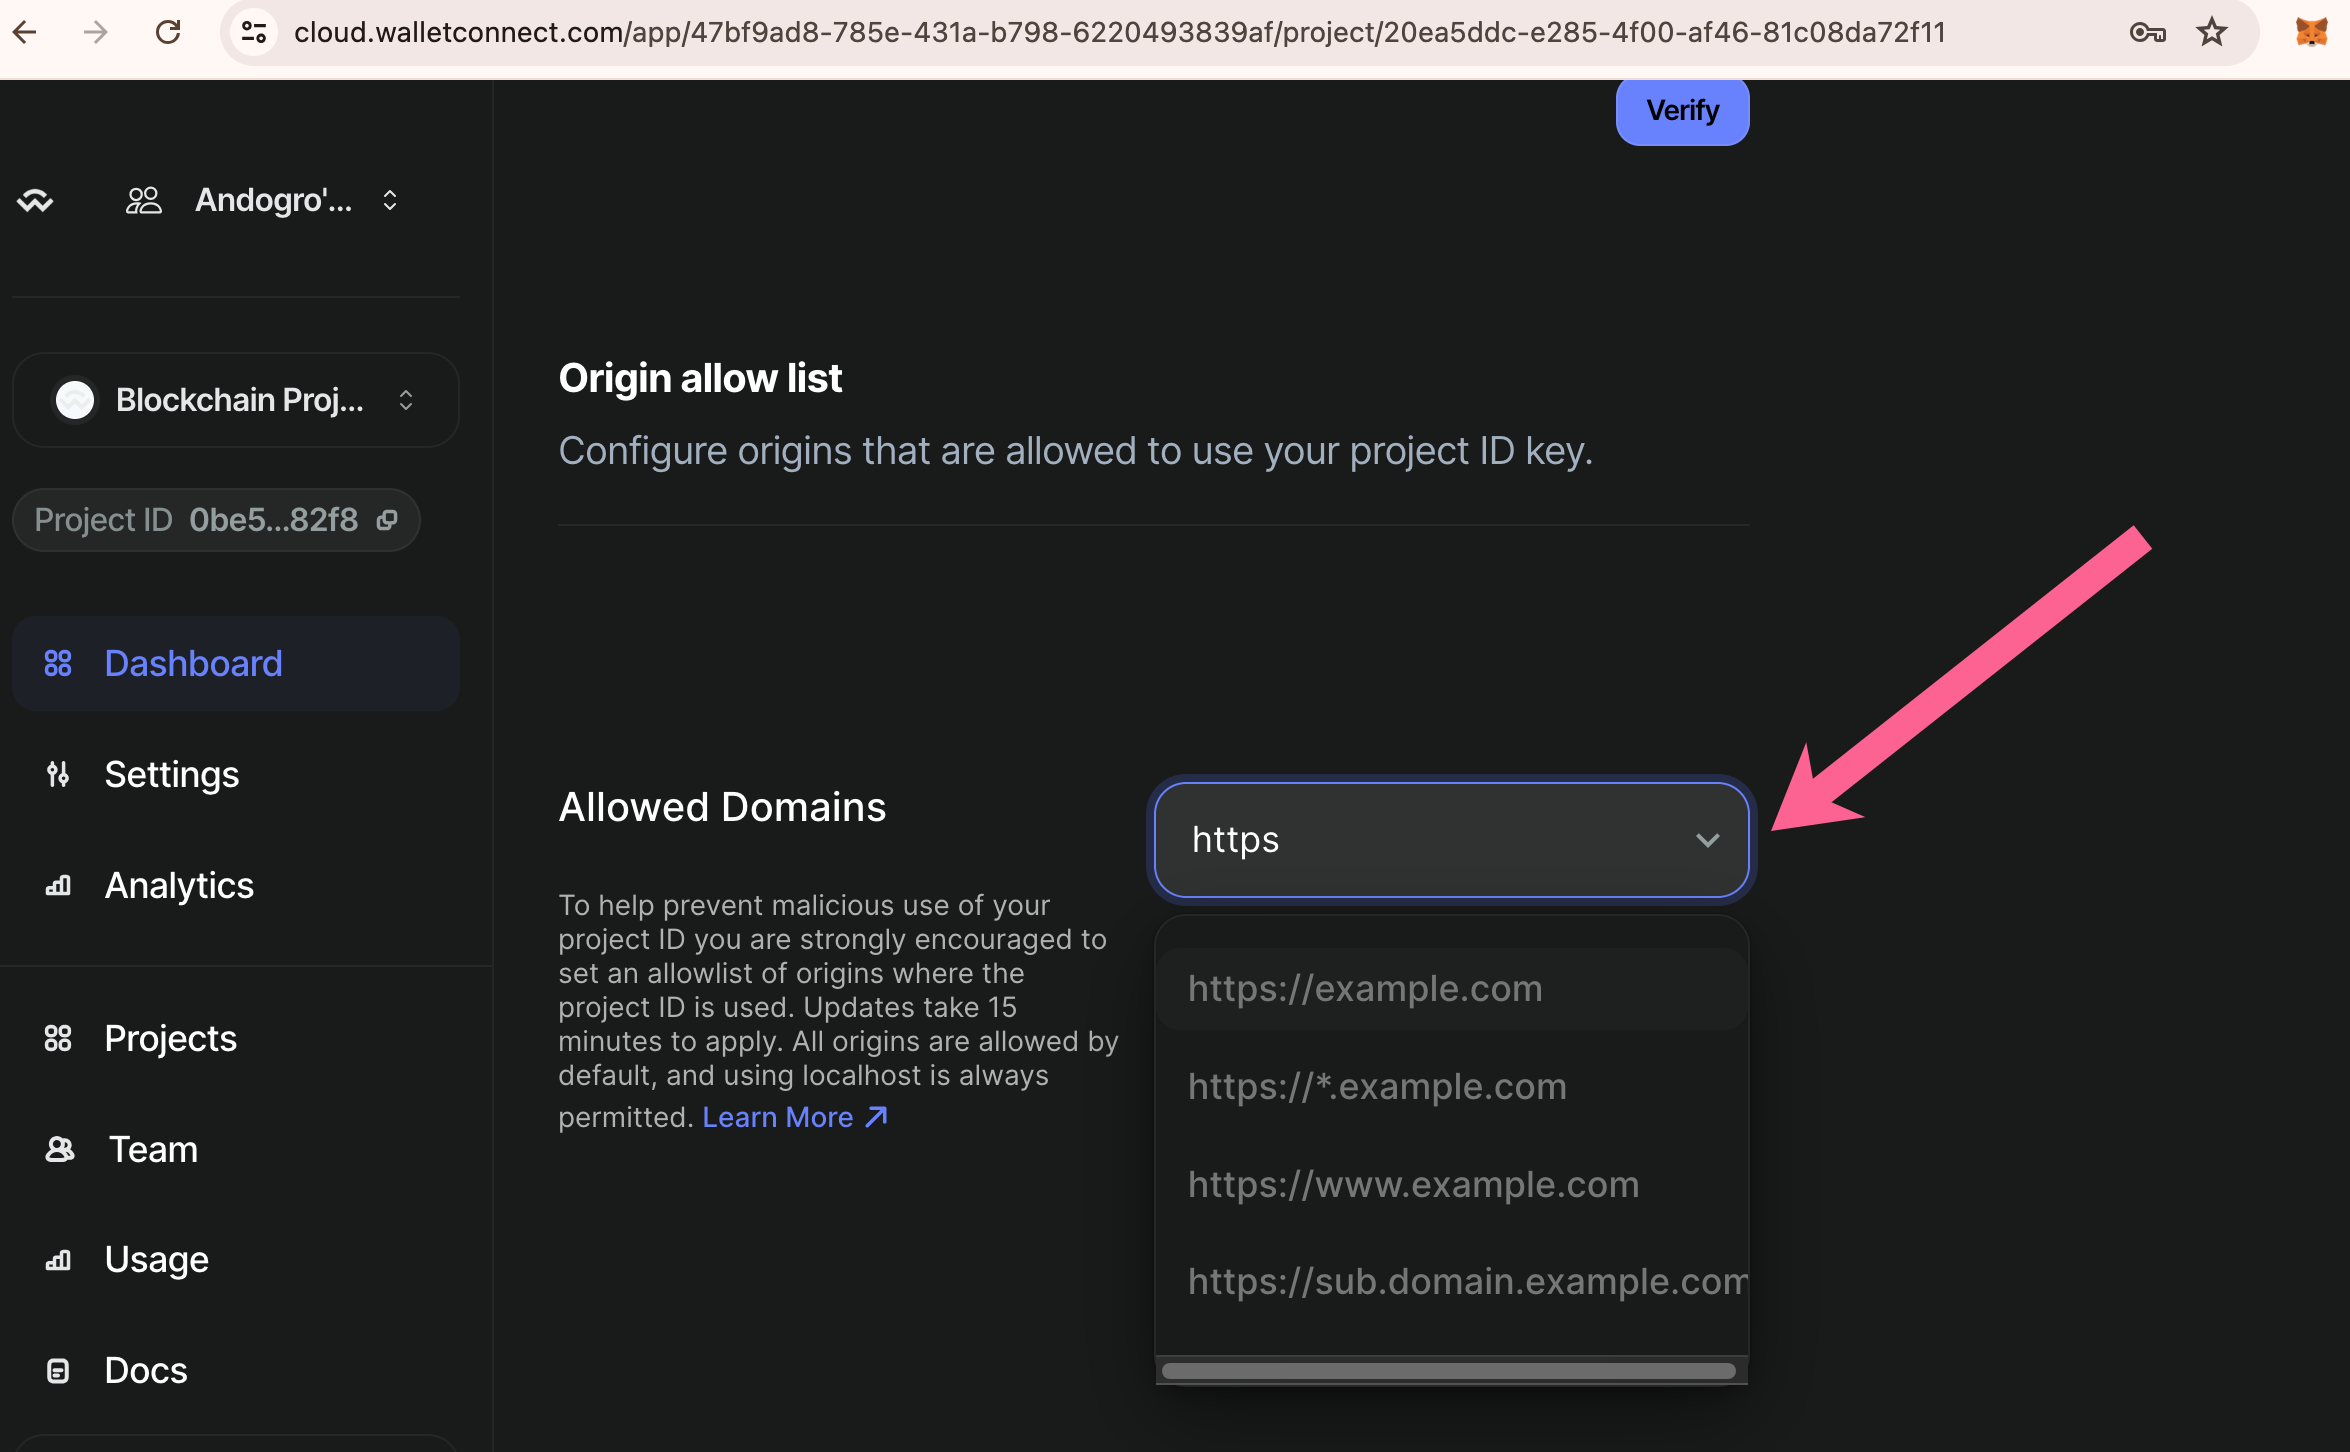 cloud.walletconnect.com/app/47bf9ad8-785e-431a-b798-6220493839af/project/20ea5ddc-e285-4f00-af46-81c08da72f11
Verify
Andogro'...
Blockchain Proj...
Project ID 0be5...82f8
Dashboard
Settings
Analytics
Projects
Team
Usage
Docs
Origin allow list
Configure origins that are allowed to use your project ID key.
Allowed Domains
To help prevent malicious use of your
project ID you are strongly encouraged to
set an allowlist of origins where the
project ID is used. Updates take 15
minutes to apply. All origins are allowed by
default, and using localhost is always
permitted. Learn More
https
https://example.com
https://*.example.com
https://www.example.com
https://sub.domain.example.com